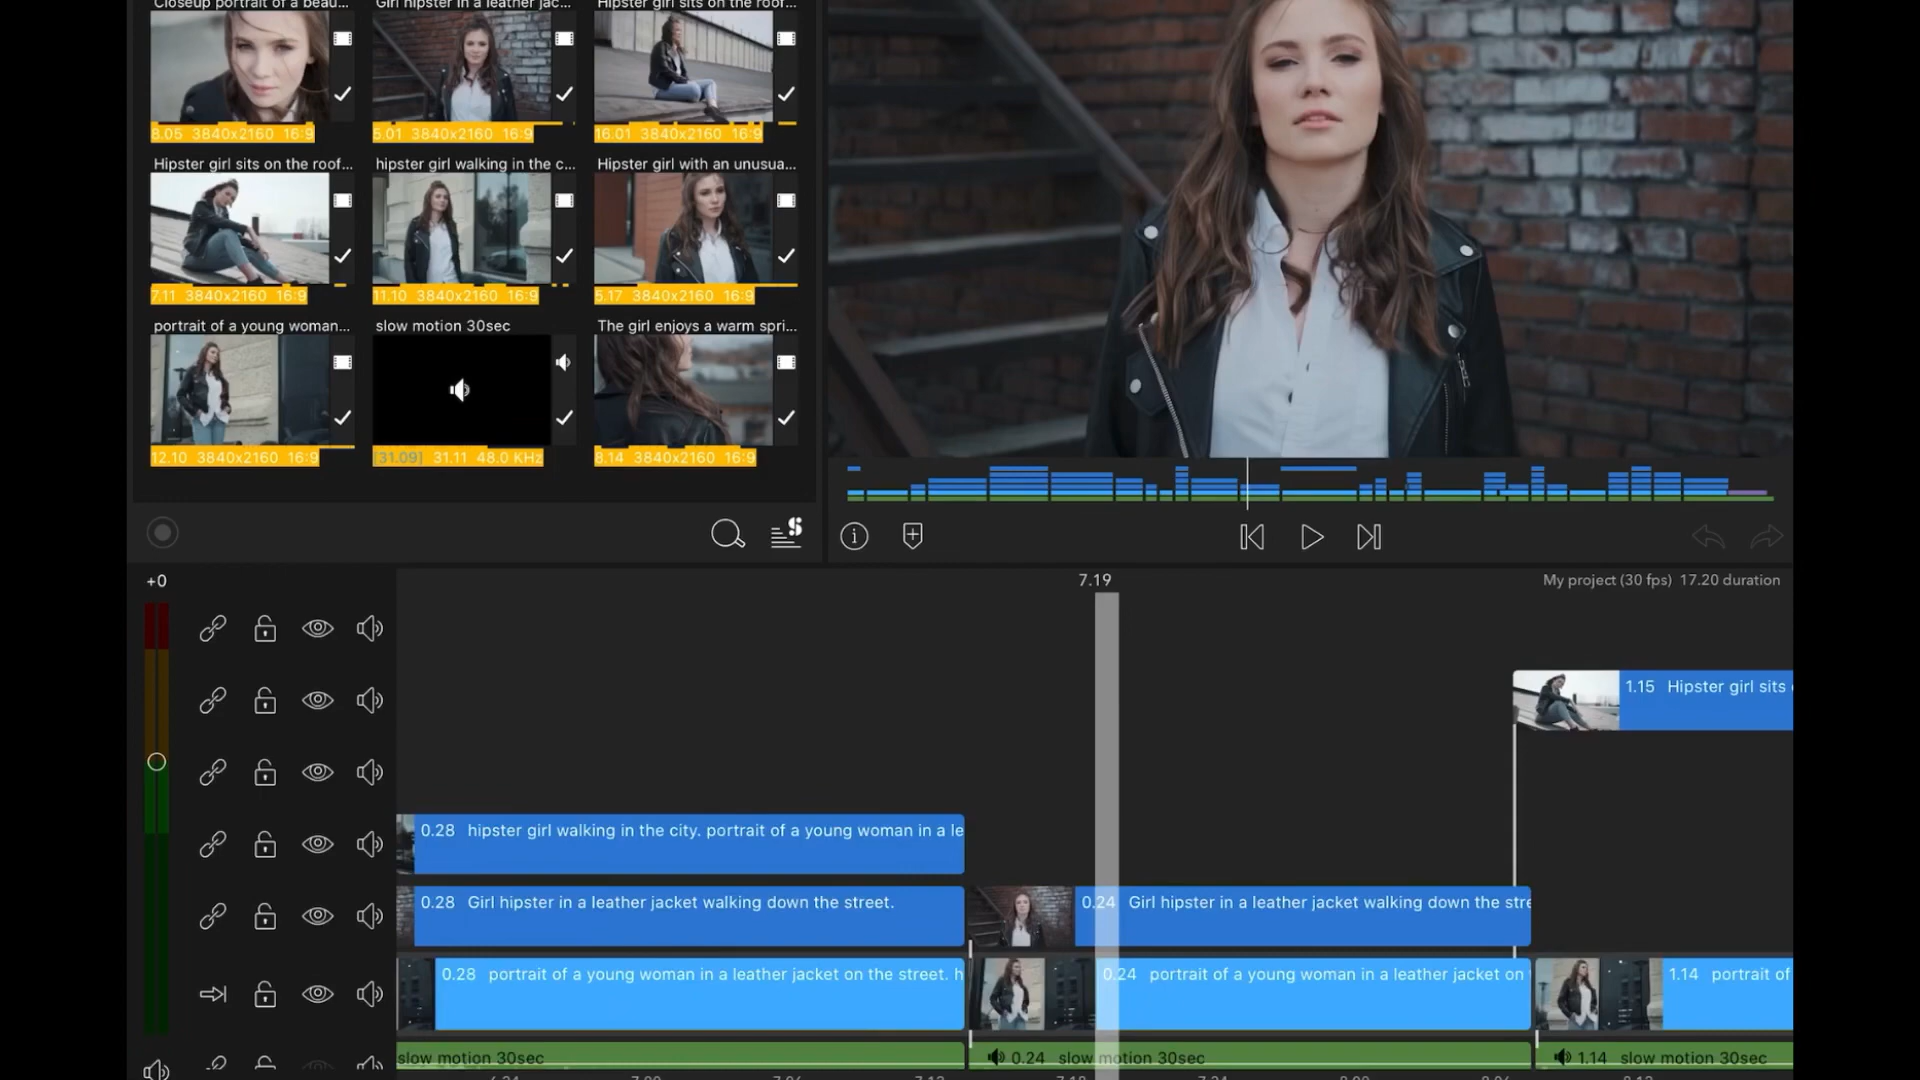 Closeup portrait of a beau...
Girl hipster in a leather jac...
Hipster girl sits on the roof...
8.05 3840x2160 16:9
5.01 3840x2160 16:9
16.01 3840x2160 16:9
Hipster girl sits on the roof...
hipster girl walking in the c...
Hipster girl with an unusua...
7.11 3840x2160 16:9
11.10 3840x2160 16:9
5.17 3840x2160 16:9
portrait of a young woman...
slow motion 30sec
The girl enjoys a warm spri...
12.10 3840x2160 16:9
[31.09] 31.11 48.0 KHz
8.14 3840x2160 16:9
+0
7.19
My project (30 fps) 17.20 duration
1.15 Hipster girl sits
0.28 hipster girl walking in the city. portrait of a young woman in a le
0.28 Girl hipster in a leather jacket walking down the street.
0.24 Girl hipster in a leather jacket walking down the stre
0.28 portrait of a young woman in a leather jacket on the street. h
0.24 portrait of a young woman in a leather jacket on
1.14 portrait of
slow motion 30sec
0.24 slow motion 30sec
1.14 slow motion 30sec